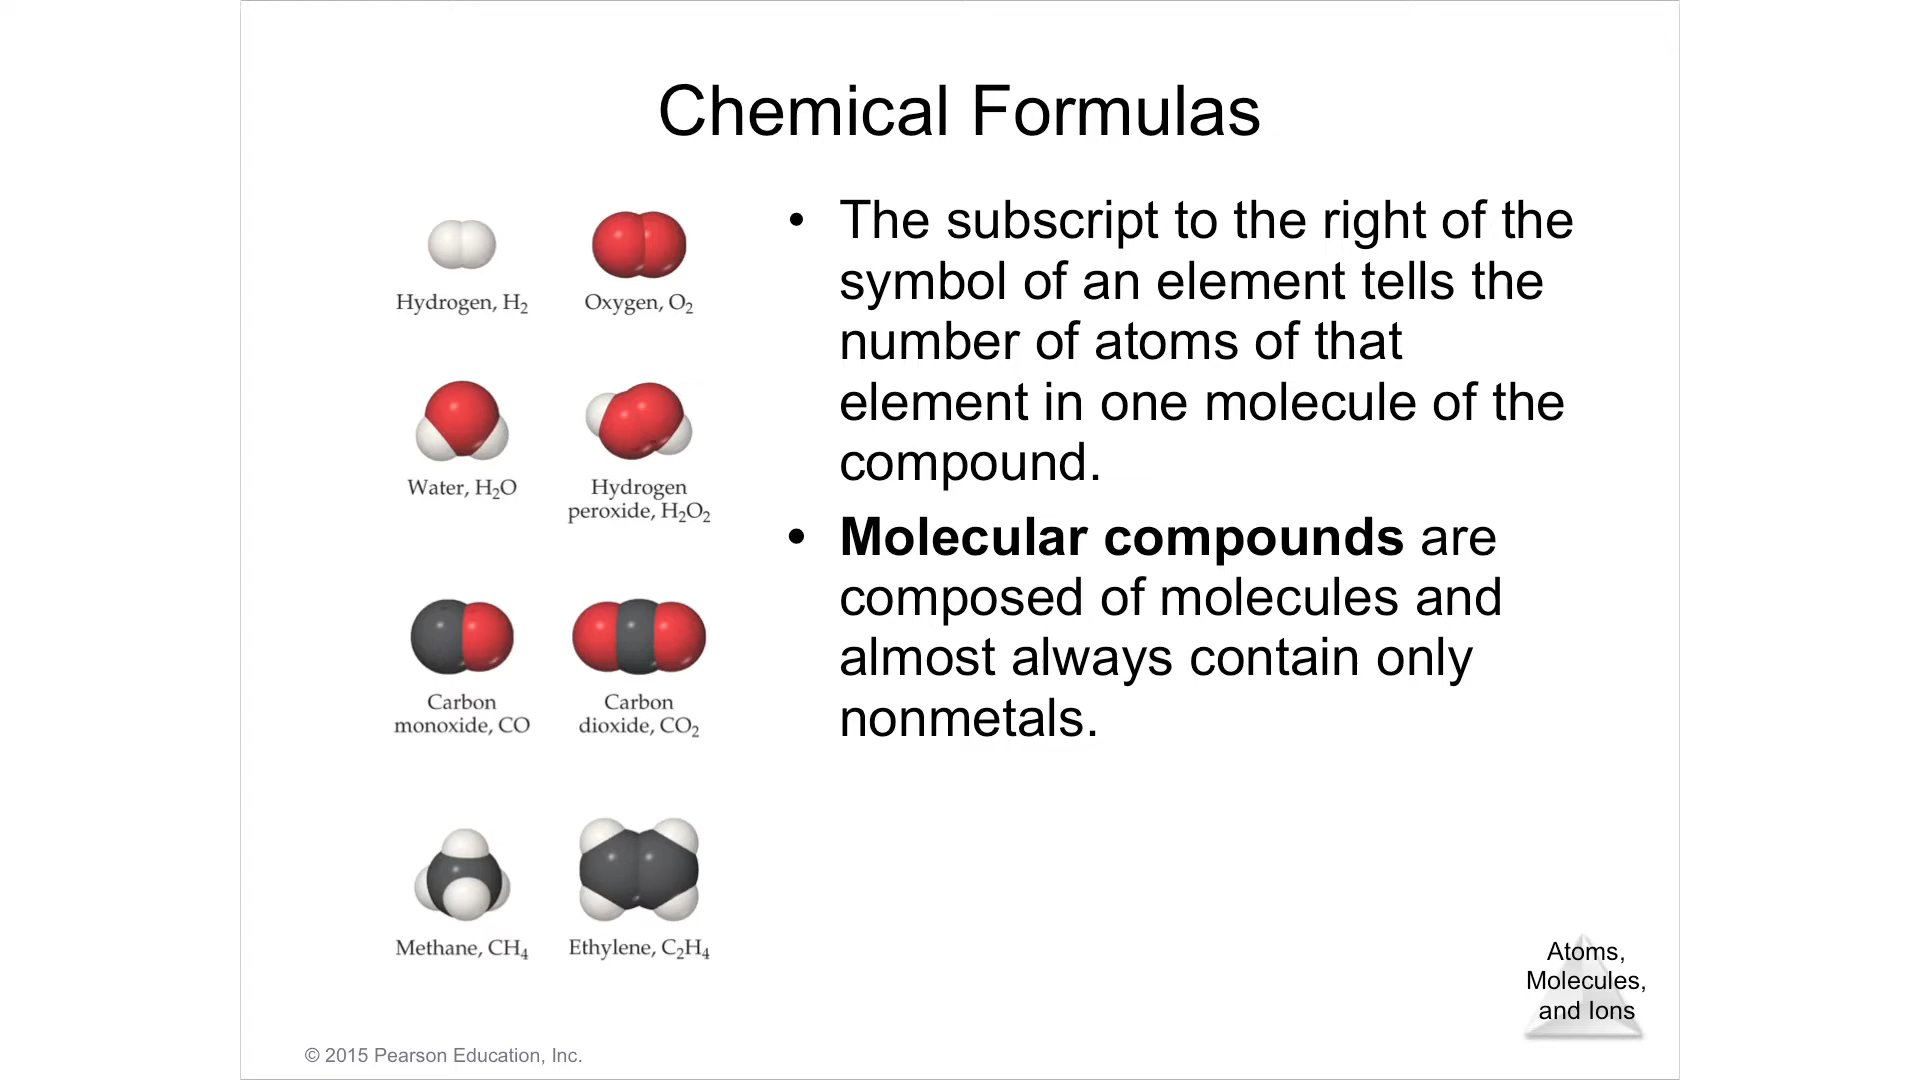 Chemical Formulas
Hydrogen, H₂
Oxygen, O₂
Water, H₂O
Hydrogen
peroxide, H₂O₂
Carbon
monoxide, CO
Carbon
dioxide, CO₂
Methane, CH₄
Ethylene, C₂H₄
• The subscript to the right of the
symbol of an element tells the
number of atoms of that
element in one molecule of the
compound.
• Molecular compounds are
composed of molecules and
almost always contain only
nonmetals.
Atoms,
Molecules,
and Ions
© 2015 Pearson Education, Inc.